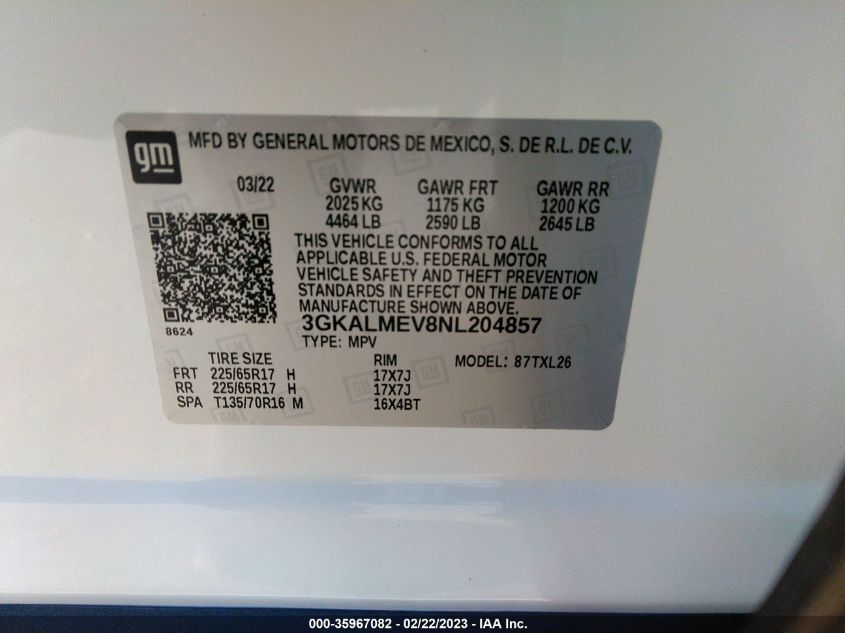 gm
MFD BY GENERAL MOTORS DE MEXICO, S. DE R.L. DE C.V.
03/22 GVWR GAWR FRT GAWR RR
2025 KG 1175 KG 1200 KG
4464 LB 2590 LB 2645 LB
THIS VEHICLE CONFORMS TO ALL
APPLICABLE U.S. FEDERAL MOTOR
VEHICLE SAFETY AND THEFT PREVENTION
STANDARDS IN EFFECT ON THE DATE OF
MANUFACTURE SHOWN ABOVE.
8624
3GKALMEV8NL204857
TYPE: MPV
TIRE SIZE RIM MODEL: 87TXL26
FRT 225/65R17 H 17X7J
RR 225/65R17 H 17X7J
SPA T135/70R16 M 16X4BT
000-35967082 - 02/22/2023 - IAA Inc.